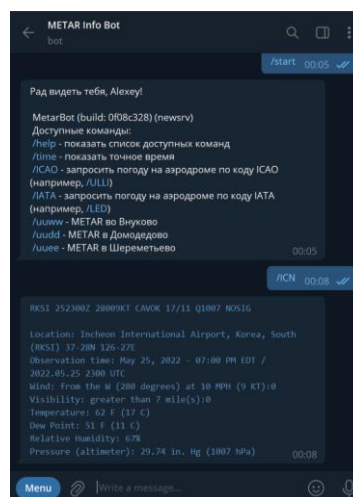 METAR Info Bot
bot
/start 00:05
Рад видеть тебя, Alexey!
MetarBot (build: 0f08c328) (newsrv)
Доступные команды:
/help - показать список доступных команд
/time - показать точное время
/ICAO - запросить погоду на аэродроме по коду ICAO
(например, /ULLI)
/IATA - запросить погоду на аэродроме по коду IATA
(например, /LED)
/uuww - METAR во Внуково
/uudd - METAR в Домодедово
/uuee - METAR в Шереметьево
00:05
/ICN 00:08
RKSI 252300Z 28009KT CAVOK 17/11 Q1007 NOSIG
Location: Incheon International Airport, Korea, South
(RKSI) 37-28N 126-27E
Observation time: May 25, 2022 - 07:00 PM EDT /
2022.05.25 2300 UTC
Wind: from the W (280 degrees) at 10 MPH (9 KT):0
Visibility: greater than 7 mile(s):0
Temperature: 62 F (17 C)
Dew Point: 51 F (11 C)
Relative Humidity: 67%
Pressure (altimeter): 29.74 in. Hg (1007 hPa)
00:08
Menu
Write a message...